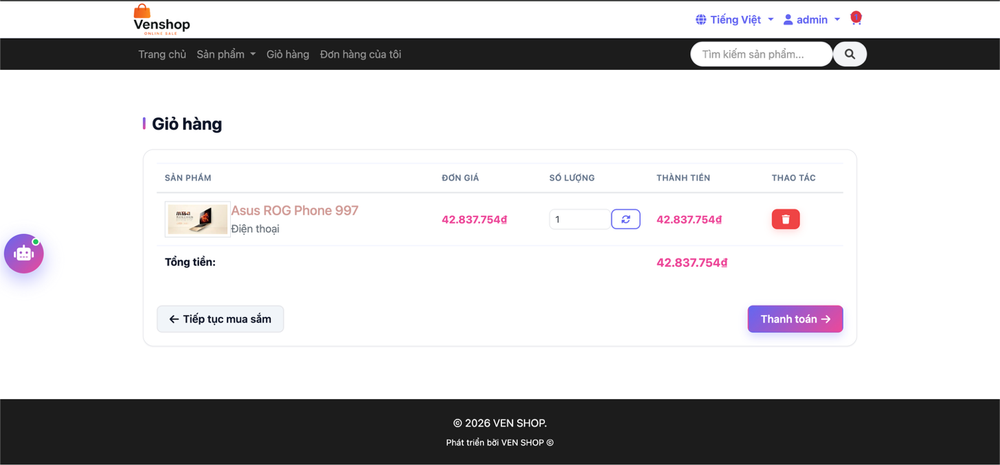 Venshop
ONLINE SALE
Tiếng Việt
admin
Trang chủ Sản phẩm Giỏ hàng Đơn hàng của tôi
Tìm kiếm sản phẩm...
Giỏ hàng
SẢN PHẨM ĐƠN GIÁ SỐ LƯỢNG THÀNH TIỀN THAO TÁC
Asus ROG Phone 997
Điện thoại
42.837.754₫ 1 42.837.754₫
Tổng tiền: 42.837.754₫
← Tiếp tục mua sắm
Thanh toán →
© 2026 VEN SHOP.
Phát triển bởi VEN SHOP ©